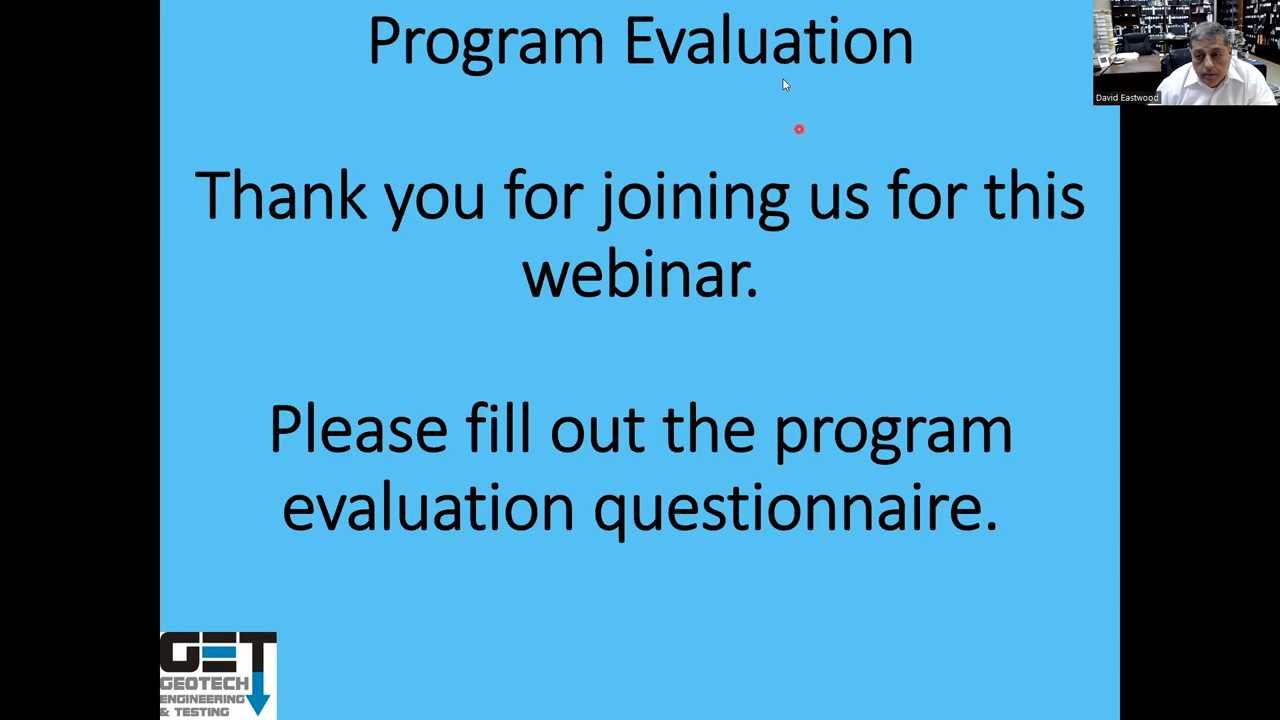 Program Evaluation
David Eastwood
Thank you for joining us for this
webinar.
Please fill out the program
evaluation questionnaire.
GET
GEOTECH
ENGINEERING
& TESTING